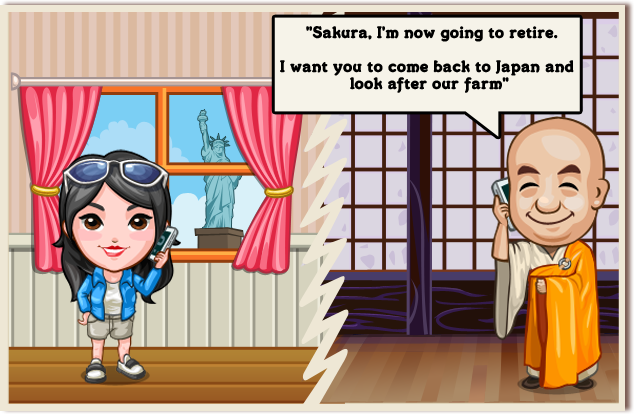 "Sakura, I'm now going to retire.
I want you to come back to Japan and
look after our farm"